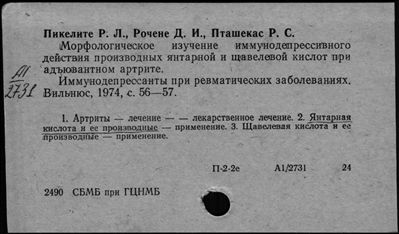 Пикелите Р. Л., Рочене Д. И., Пташекас Р. С.
Морфологическое изучение иммунодепрессивного
действия производных янтарной и щавелевой кислот при
адъювантном артрите.
Иммунодепрессанты при ревматических заболеваниях.
Вильнюс, 1974, с. 56—57.
А1
2731
1. Артриты — лечение — — лекарственное лечение. 2. Янтарная
кислота и ее производные — применение. 3. Щавелевая кислота и ее
производные — применение.
П-2-2е А1/2731 24
2490 СБМБ при ГЦНМБ